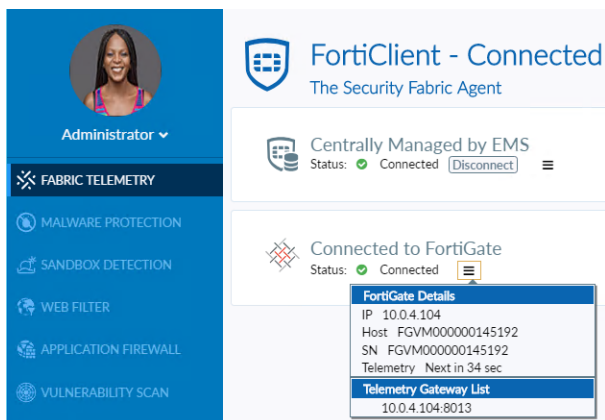 FortiClient - Connected
The Security Fabric Agent
Administrator
FABRIC TELEMETRY
MALWARE PROTECTION
SANDBOX DETECTION
WEB FILTER
APPLICATION FIREWALL
VULNERABILITY SCAN
Centrally Managed by EMS
Status: Connected Disconnect
Connected to FortiGate
Status: Connected
FortiGate Details
IP 10.0.4.104
Host FGVM000000145192
SN FGVM000000145192
Telemetry Next in 34 sec
Telemetry Gateway List
10.0.4.104:8013